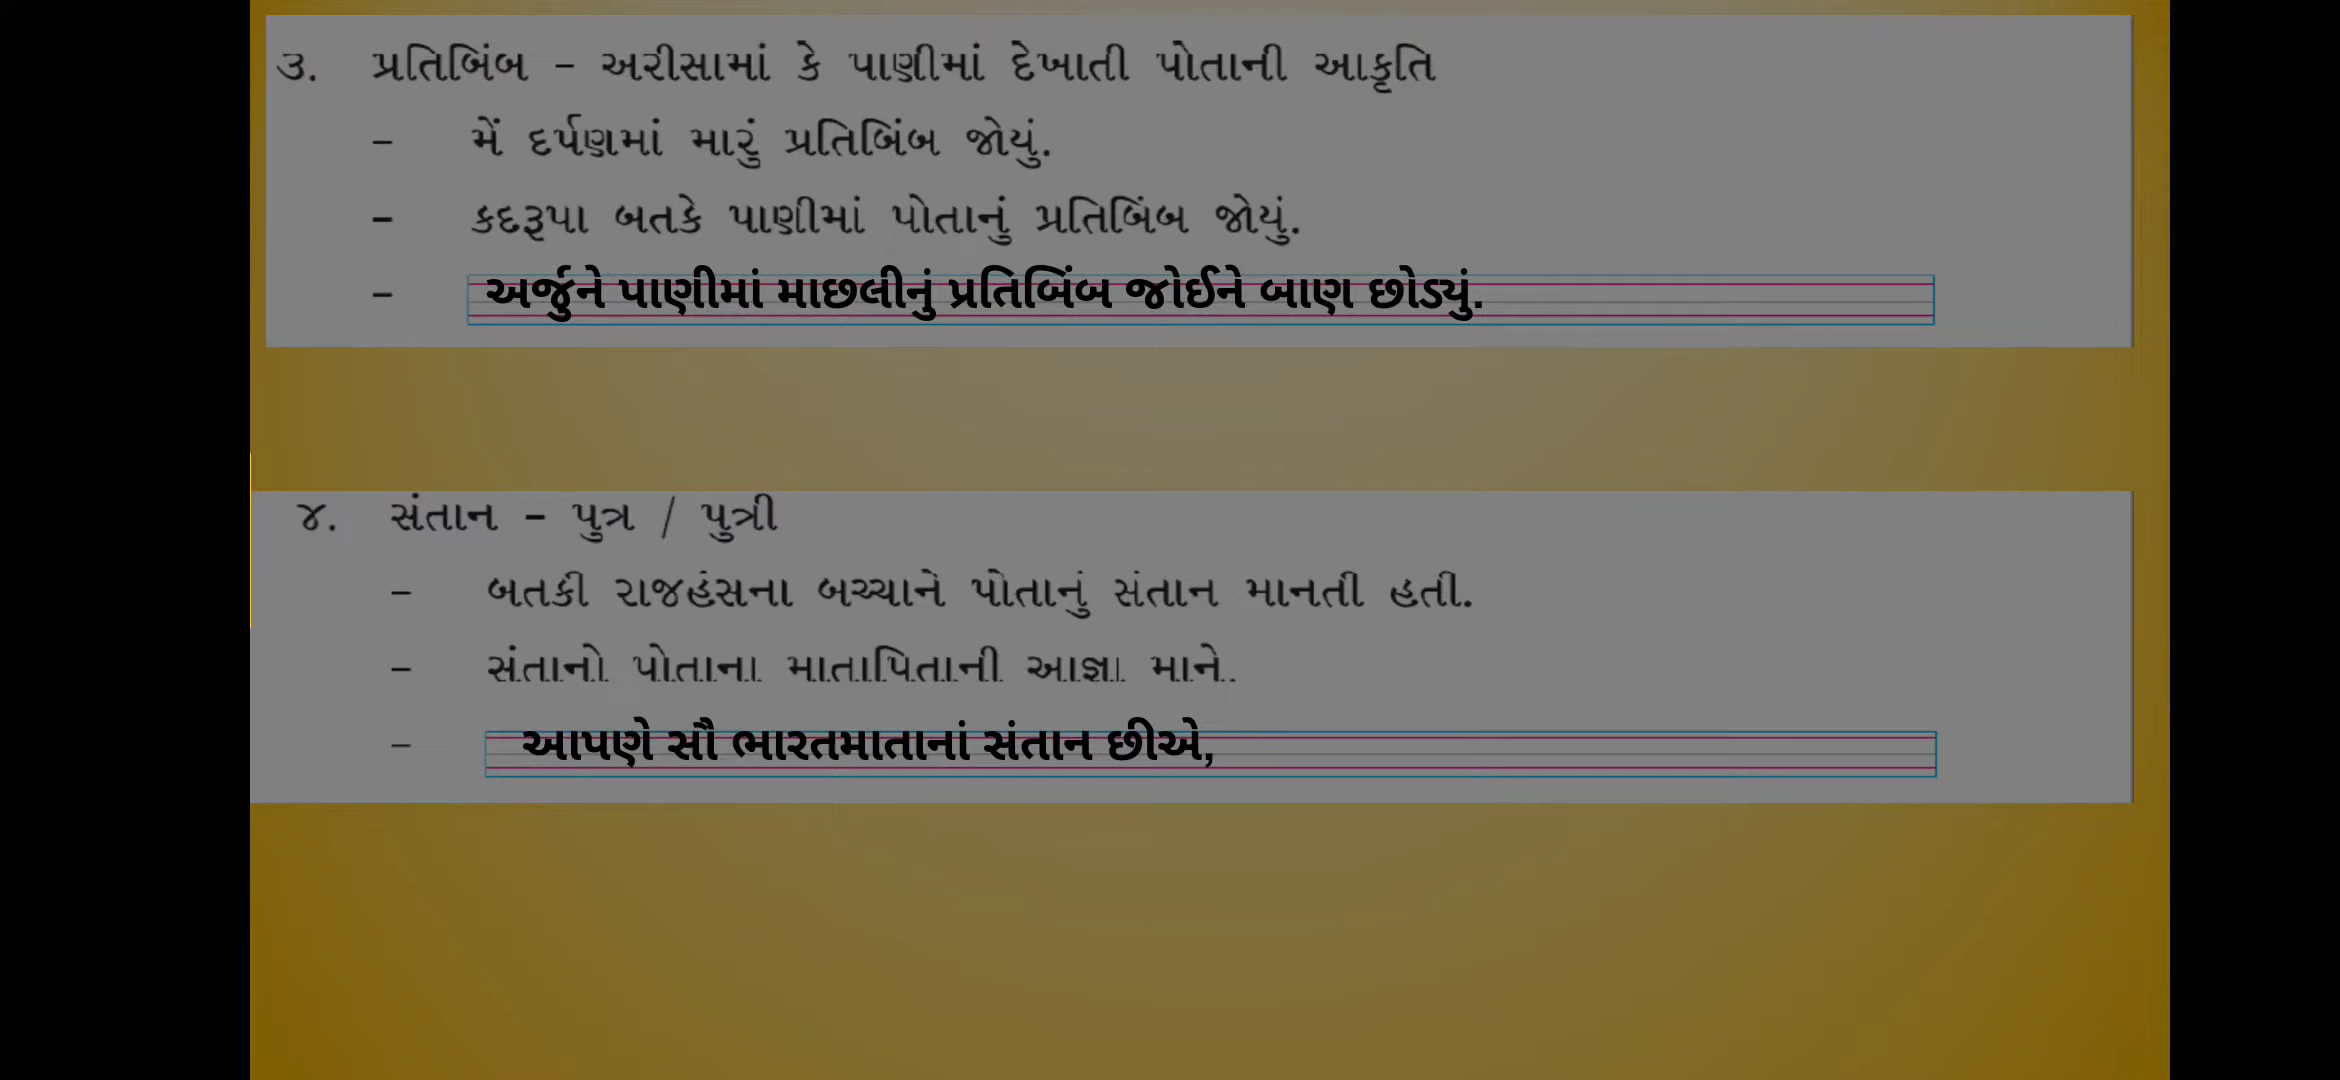 ૩. પ્રતિબિંબ - અરીસામાં કે પાણીમાં દેખાતી પોતાની આકૃતિ
- મેં દર્પણમાં મારું પ્રતિબિંબ જોયું.
- કદરૂપા બતકે પાણીમાં પોતાનું પ્રતિબિંબ જોયું.
- અર્જુને પાણીમાં માછલીનું પ્રતિબિંબ જોઈને બાણ છોડ્યું.
૪. સંતાન - પુત્ર / પુત્રી
- બતકી રાજહંસના બચ્ચાને પોતાનું સંતાન માનતી હતી.
- સંતાનો પોતાના માતાપિતાની આજ્ઞા માને.
- આપણે સૌ ભારતમાતાનાં સંતાન છીએ,